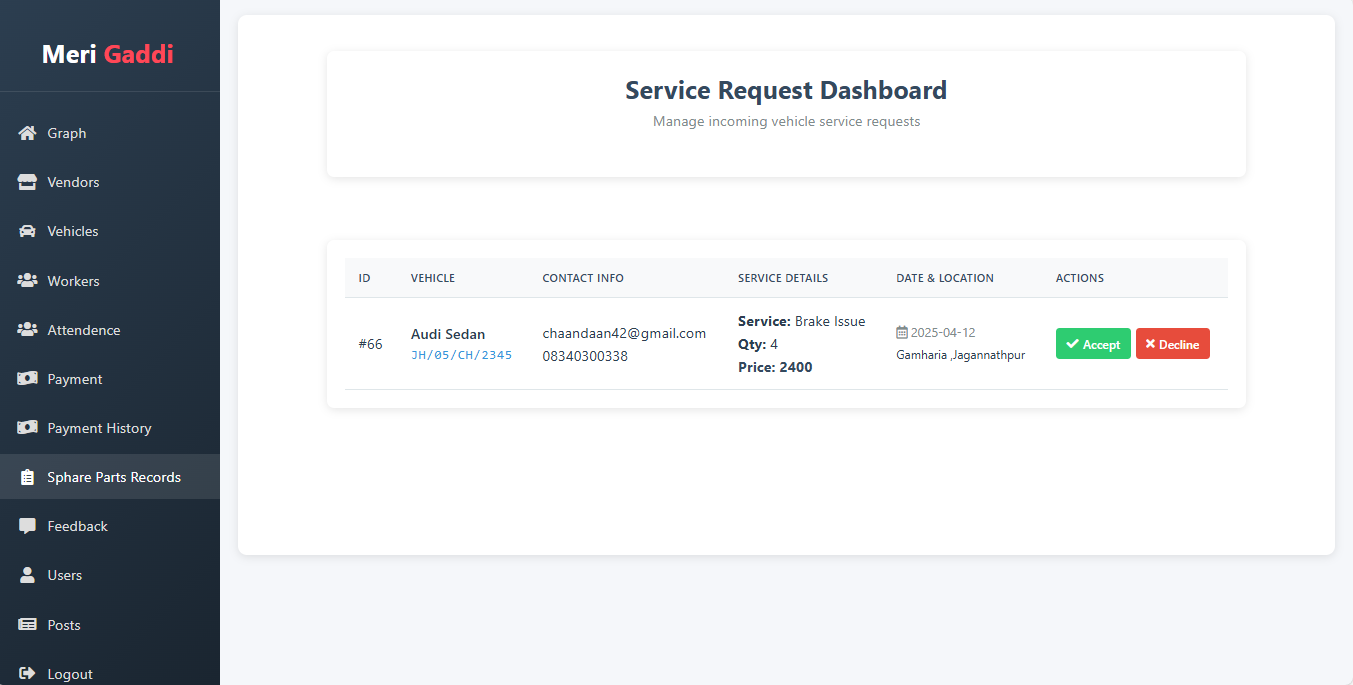 Meri Gaddi
Graph
Vendors
Vehicles
Workers
Attendence
Payment
Payment History
Sphare Parts Records
Feedback
Users
Posts
Logout
Service Request Dashboard
Manage incoming vehicle service requests
ID VEHICLE CONTACT INFO SERVICE DETAILS DATE & LOCATION ACTIONS
#66
Audi Sedan
JH/05/CH/2345
chaandaan42@gmail.com
08340300338
Service: Brake Issue
Qty: 4
Price: 2400
2025-04-12
Gamharia ,Jagannathpur
Accept
Decline